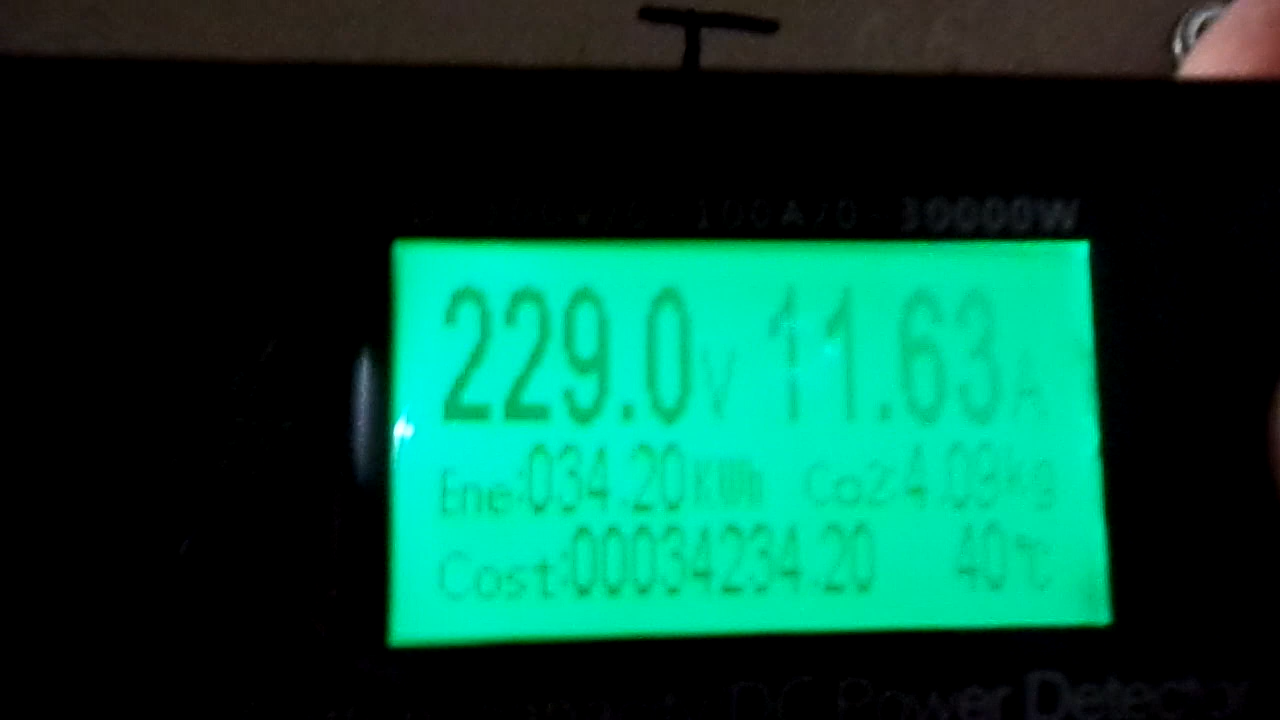 T
100A/0 30000W
229.0V 11.63A
Ene:034.20KWh Co2:4.09kg
Cost:00034234.20 40℃
DC Power Detector